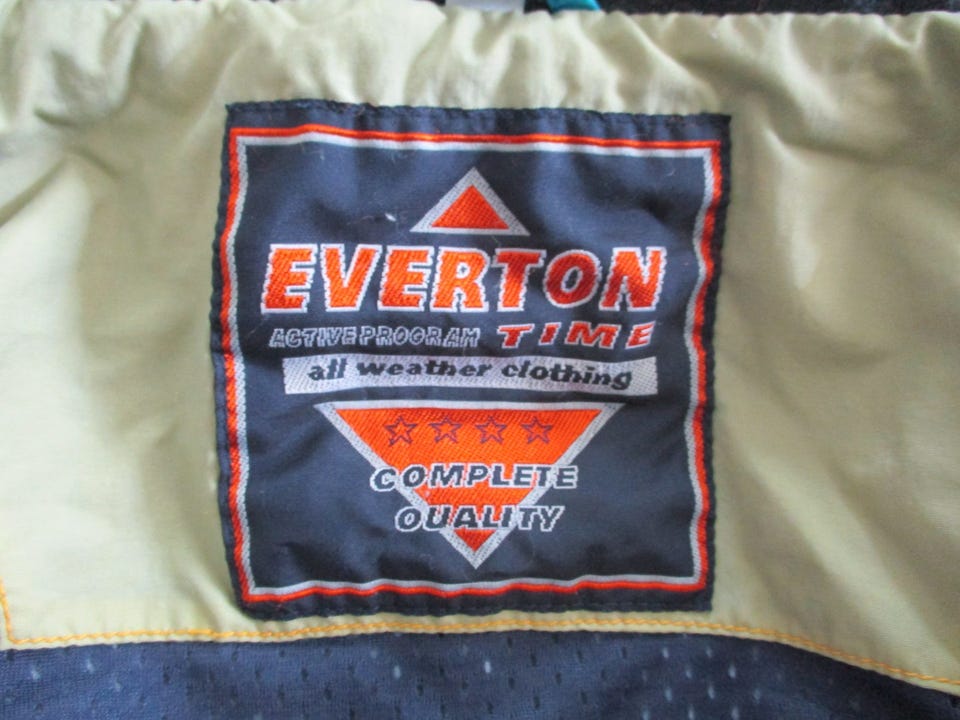 EVERTON
ACTIVE PROGRAM TIME
all weather clothing
COMPLETE
QUALITY